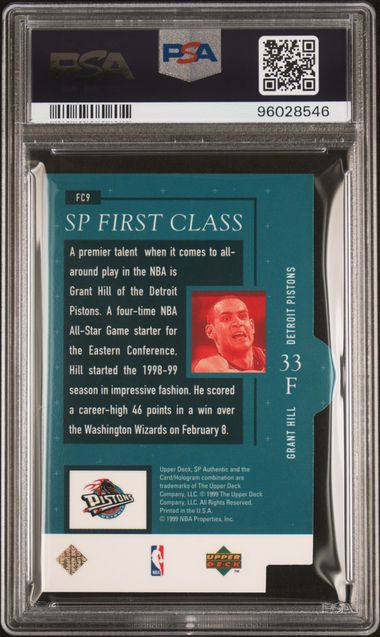 PSA
PSA
96028546
FC9
SP FIRST CLASS
A premier talent when it comes to all-
around play in the NBA is
Grant Hill of the Detroit
Pistons. A four-time NBA
All-Star Game starter for
the Eastern Conference,
Hill started the 1998-99
season in impressive fashion. He scored
a career-high 46 points in a win over
the Washington Wizards on February 8.
33
F
GRANT HILL DETROIT PISTONS
PISTONS
Upper Deck, SP Authentic and the
Card/Hologram combination are
trademarks of The Upper Deck
Company, LLC. © 1999 The Upper Deck
Company, LLC. All Rights Reserved.
Printed in the U.S.A.
© 1999 NBA Properties, Inc.
NBA
UPPER
DECK